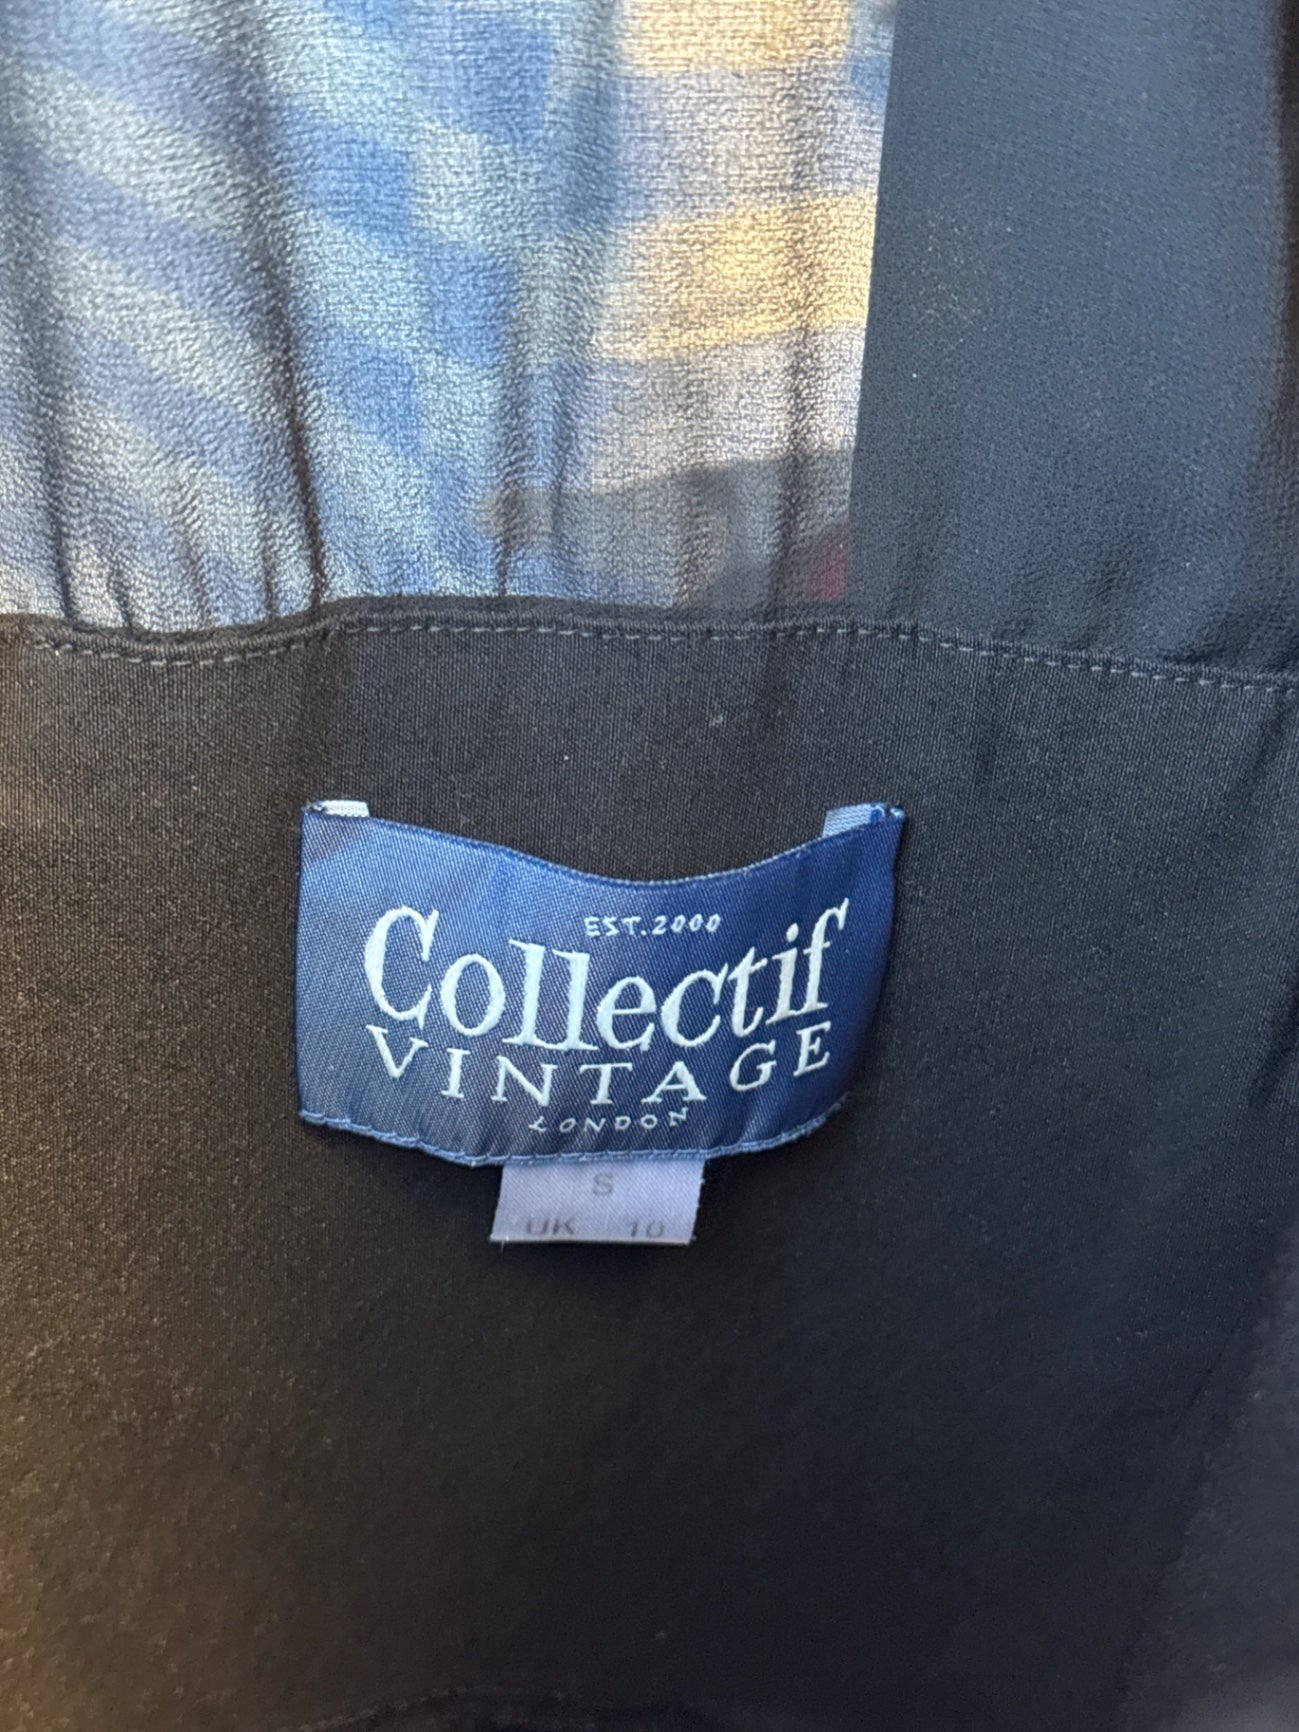 EST.2000
Collectif
VINTAGE
LONDON
S
UK 10